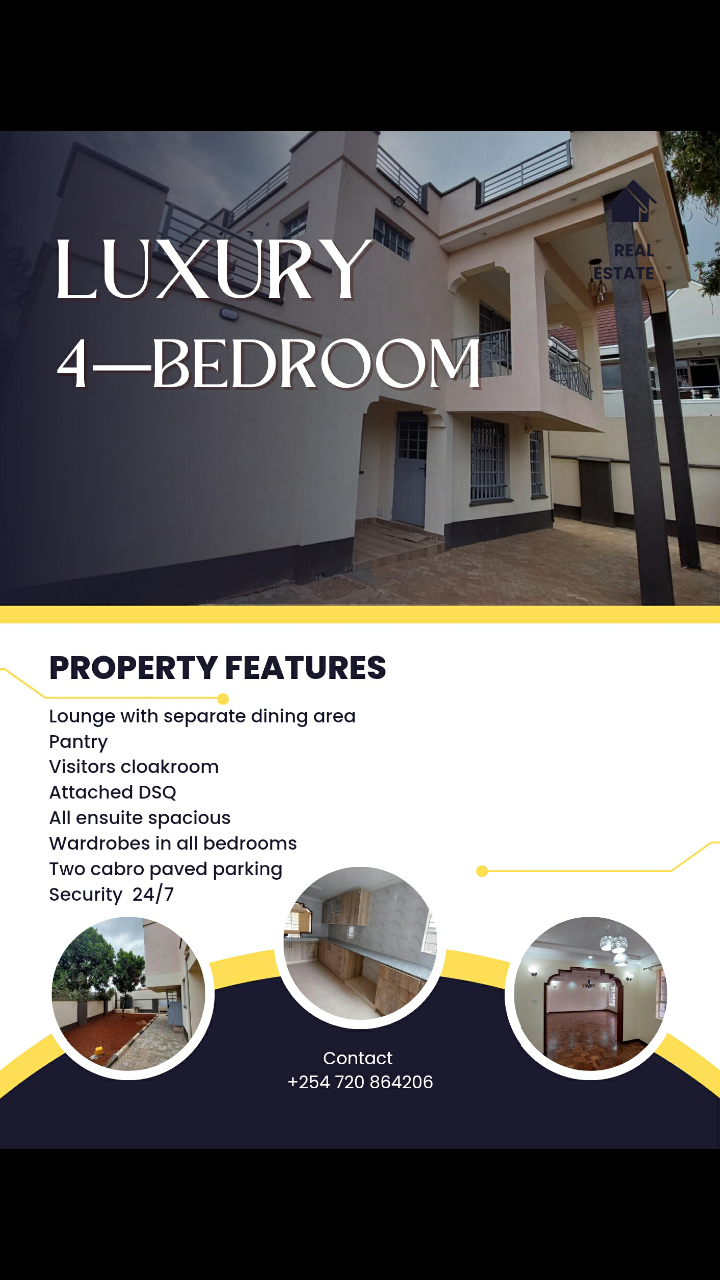 LUXURY
4—BEDROOM
REAL
ESTATE
PROPERTY FEATURES
Lounge with separate dining area
Pantry
Visitors cloakroom
Attached DSQ
All ensuite spacious
Wardrobes in all bedrooms
Two cabro paved parking
Security 24/7
Contact
+254 720 864206